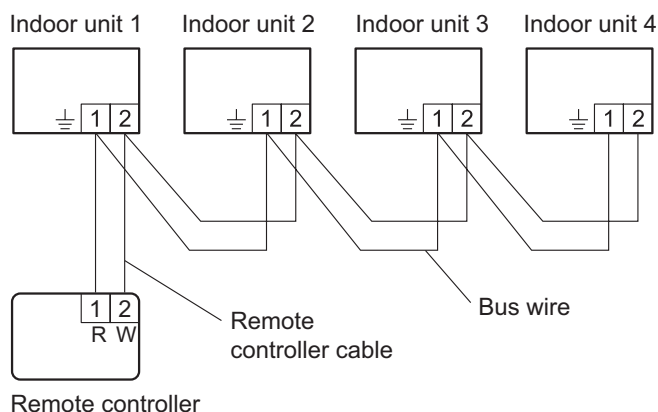 Indoor unit 1 Indoor unit 2 Indoor unit 3 Indoor unit 4
1 2 1 2 1 2 1 2
1 2
R W
Remote
controller cable
Bus wire
Remote controller